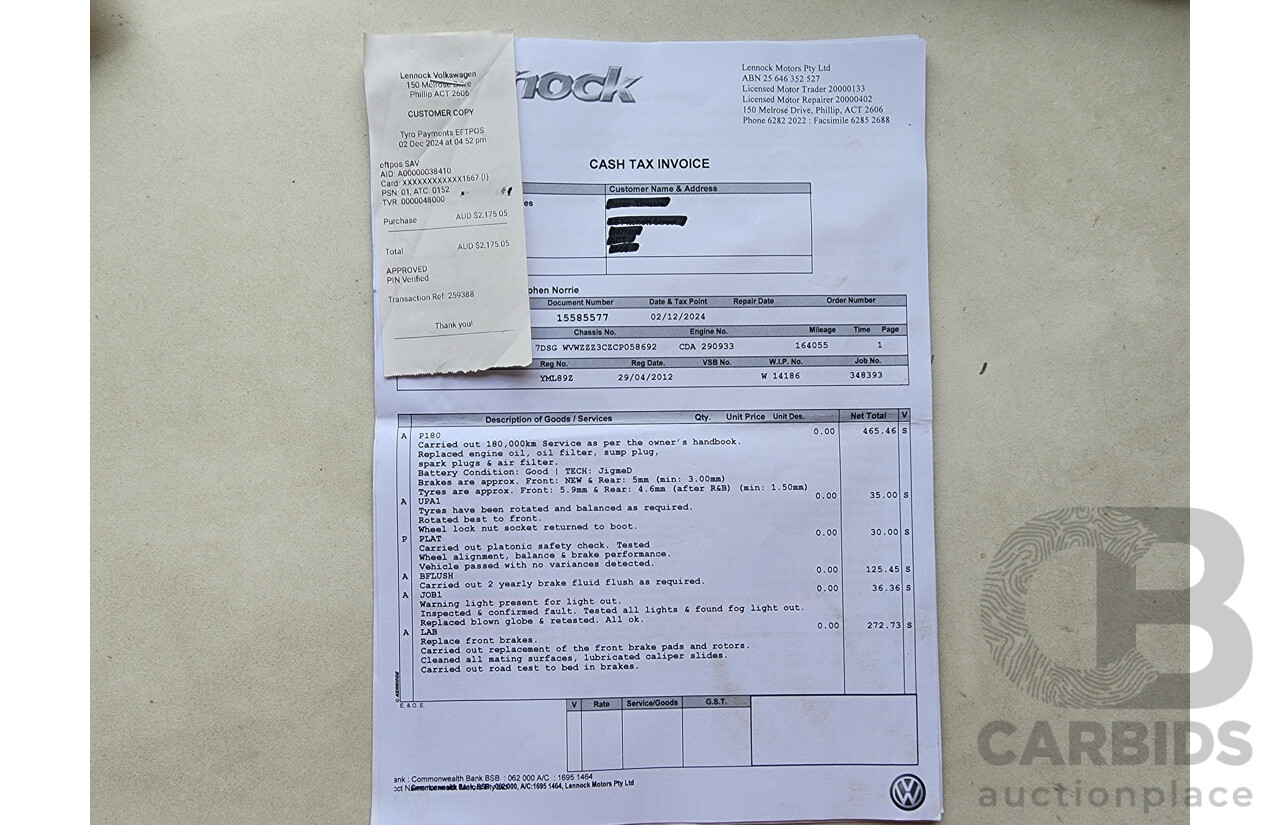 Lennock Volkswagen
150 Melrose Drive
Phillip ACT 2606
CUSTOMER COPY
Tyro Payments EFTPOS
02 Dec 2024 at 04:52 pm
eftpos SAV
AID: A00000038410
Card: XXXXXXXXXXXX1667 (I)
PSN: 01, ATC: 0152
TVR: 0000048000
Purchase AUD $2,175.05
Total AUD $2,175.05
APPROVED
PIN Verified
Transaction Ref: 259388
Thank you!
nock
Lennock Motors Pty Ltd
ABN 25 646 352 527
Licensed Motor Trader 20000133
Licensed Motor Repairer 20000402
150 Melrose Drive, Phillip, ACT 2606
Phone 6282 2022 : Facsimile 6285 2688
CASH TAX INVOICE
Customer Name & Address
es
phen Norrie
Document Number Date & Tax Point Repair Date Order Number
15585577 02/12/2024
Chassis No. Engine No. Mileage Time Page
7DSG WVWZZZ3CZCP058692 CDA 290933 164055 1
Reg No. Reg Date. VSB No. W.I.P. No. Job No.
YML89Z 29/04/2012 W 14186 348393
Description of Goods / Services Qty. Unit Price Unit Des. Net Total V
A P180 0.00 465.46 S
Carried out 180,000km Service as per the owner's handbook.
Replaced engine oil, oil filter, sump plug,
spark plugs & air filter.
Battery Condition: Good | TECH: JigmeD
Brakes are approx. Front: NEW & Rear: 5mm (min: 3.00mm)
Tyres are approx. Front: 5.9mm & Rear: 4.6mm (after R&B) (min: 1.50mm)
A UPA1 0.00 35.00 S
Tyres have been rotated and balanced as required.
Rotated best to front.
Wheel lock nut socket returned to boot.
P PLAT 0.00 30.00 S
Carried out platonic safety check. Tested
Wheel alignment, balance & brake performance.
Vehicle passed with no variances detected.
A BFLUSH 0.00 125.45 S
Carried out 2 yearly brake fluid flush as required.
A JOB1 0.00 36.36 S
Warning light present for light out.
Inspected & confirmed fault. Tested all lights & found fog light out.
Replaced blown globe & retested. All ok.
A LAB 0.00 272.73 S
Replace front brakes.
Carried out replacement of the front brake pads and rotors.
Cleaned all mating surfaces, lubricated caliper slides.
Carried out road test to bed in brakes.
© KERRIDGE
E. & O. E.
V Rate Service/Goods G.S.T.
ank : Commonwealth Bank BSB : 062 000 A/C : 1695 1464
A/C:1695 1464, Lennock Motors Pty Ltd
CB
CARBIDS
auctionplace